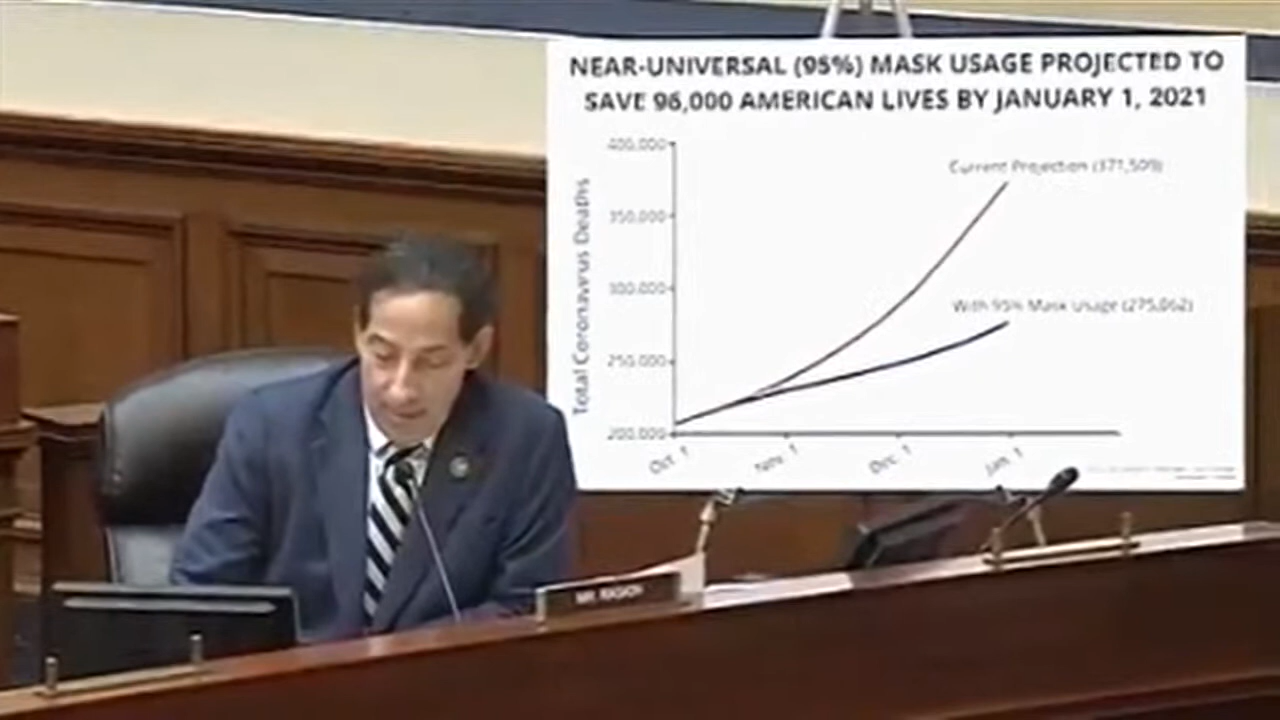 NEAR-UNIVERSAL (95%) MASK USAGE PROJECTED TO
SAVE 96,000 AMERICAN LIVES BY JANUARY 1, 2021
400,000
350,000
300,000
250,000
200,000
Total Coronavirus Deaths
Current Projection (371,509)
With 95% Mask Usage (275,062)
Oct 1
Nov 1
Dec 1
Jan 1
MR. RASKIN